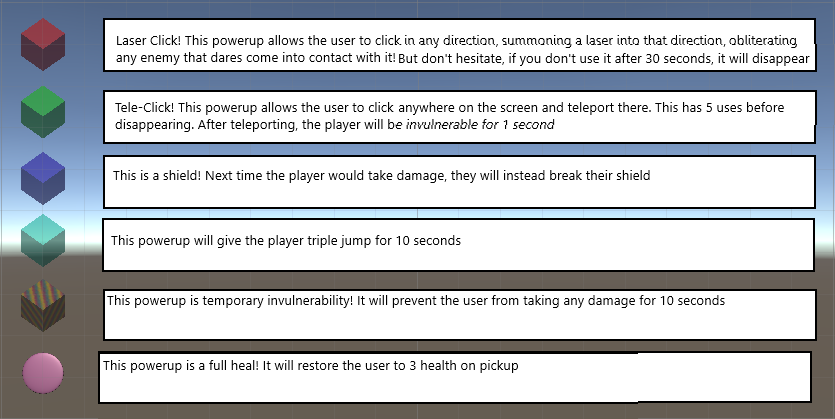 Laser Click! This powerup allows the user to click in any direction, summoning a laser into that direction, obliterating
any enemy that dares come into contact with it! But don't hesitate, if you don't use it after 30 seconds, it will disappear
Tele-Click! This powerup allows the user to click anywhere on the screen and teleport there. This has 5 uses before
disappearing. After teleporting, the player will be invulnerable for 1 second
This is a shield! Next time the player would take damage, they will instead break their shield
This powerup will give the player triple jump for 10 seconds
This powerup is temporary invulnerability! It will prevent the user from taking any damage for 10 seconds
This powerup is a full heal! It will restore the user to 3 health on pickup